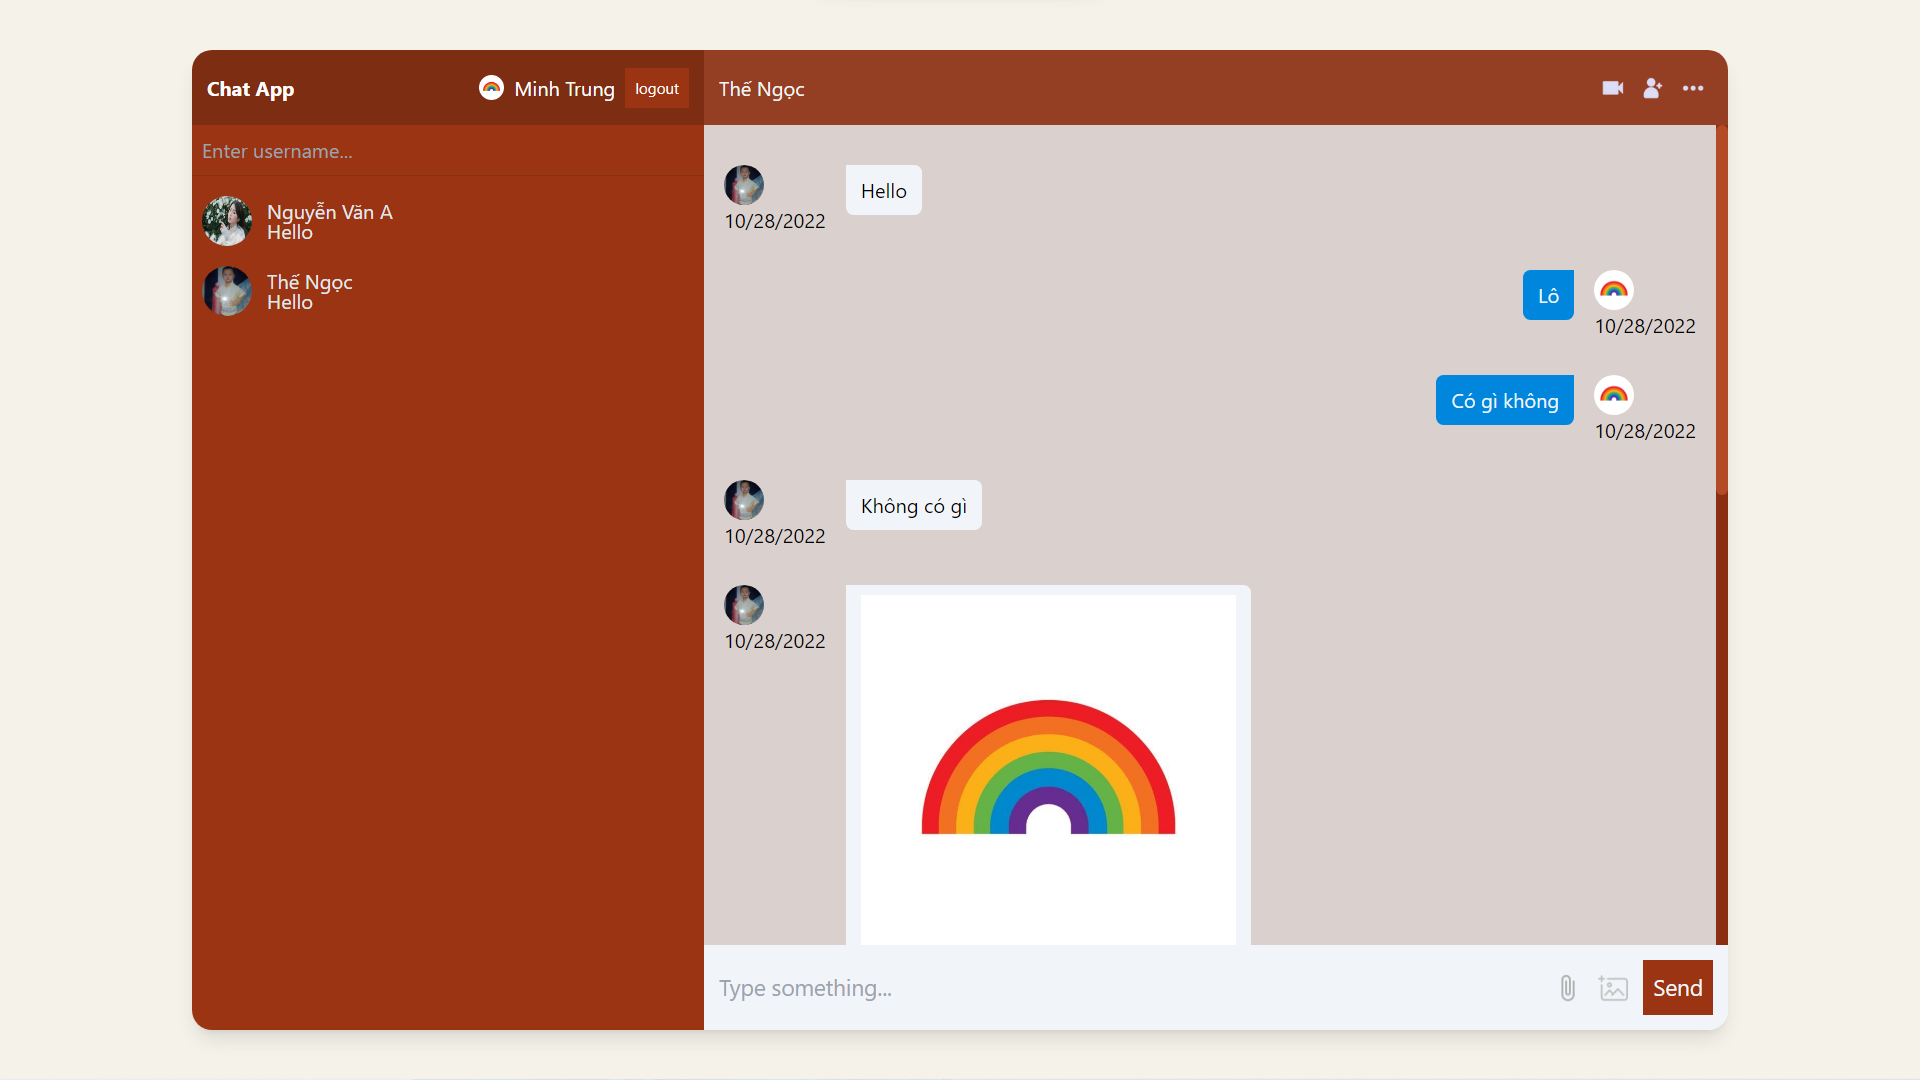 Chat App
Minh Trung
logout
Enter username...
Nguyễn Văn A
Hello
Thế Ngọc
Hello
Thế Ngọc
Hello
10/28/2022
Lô
10/28/2022
Có gì không
10/28/2022
Không có gì
10/28/2022
10/28/2022
Type something...
Send